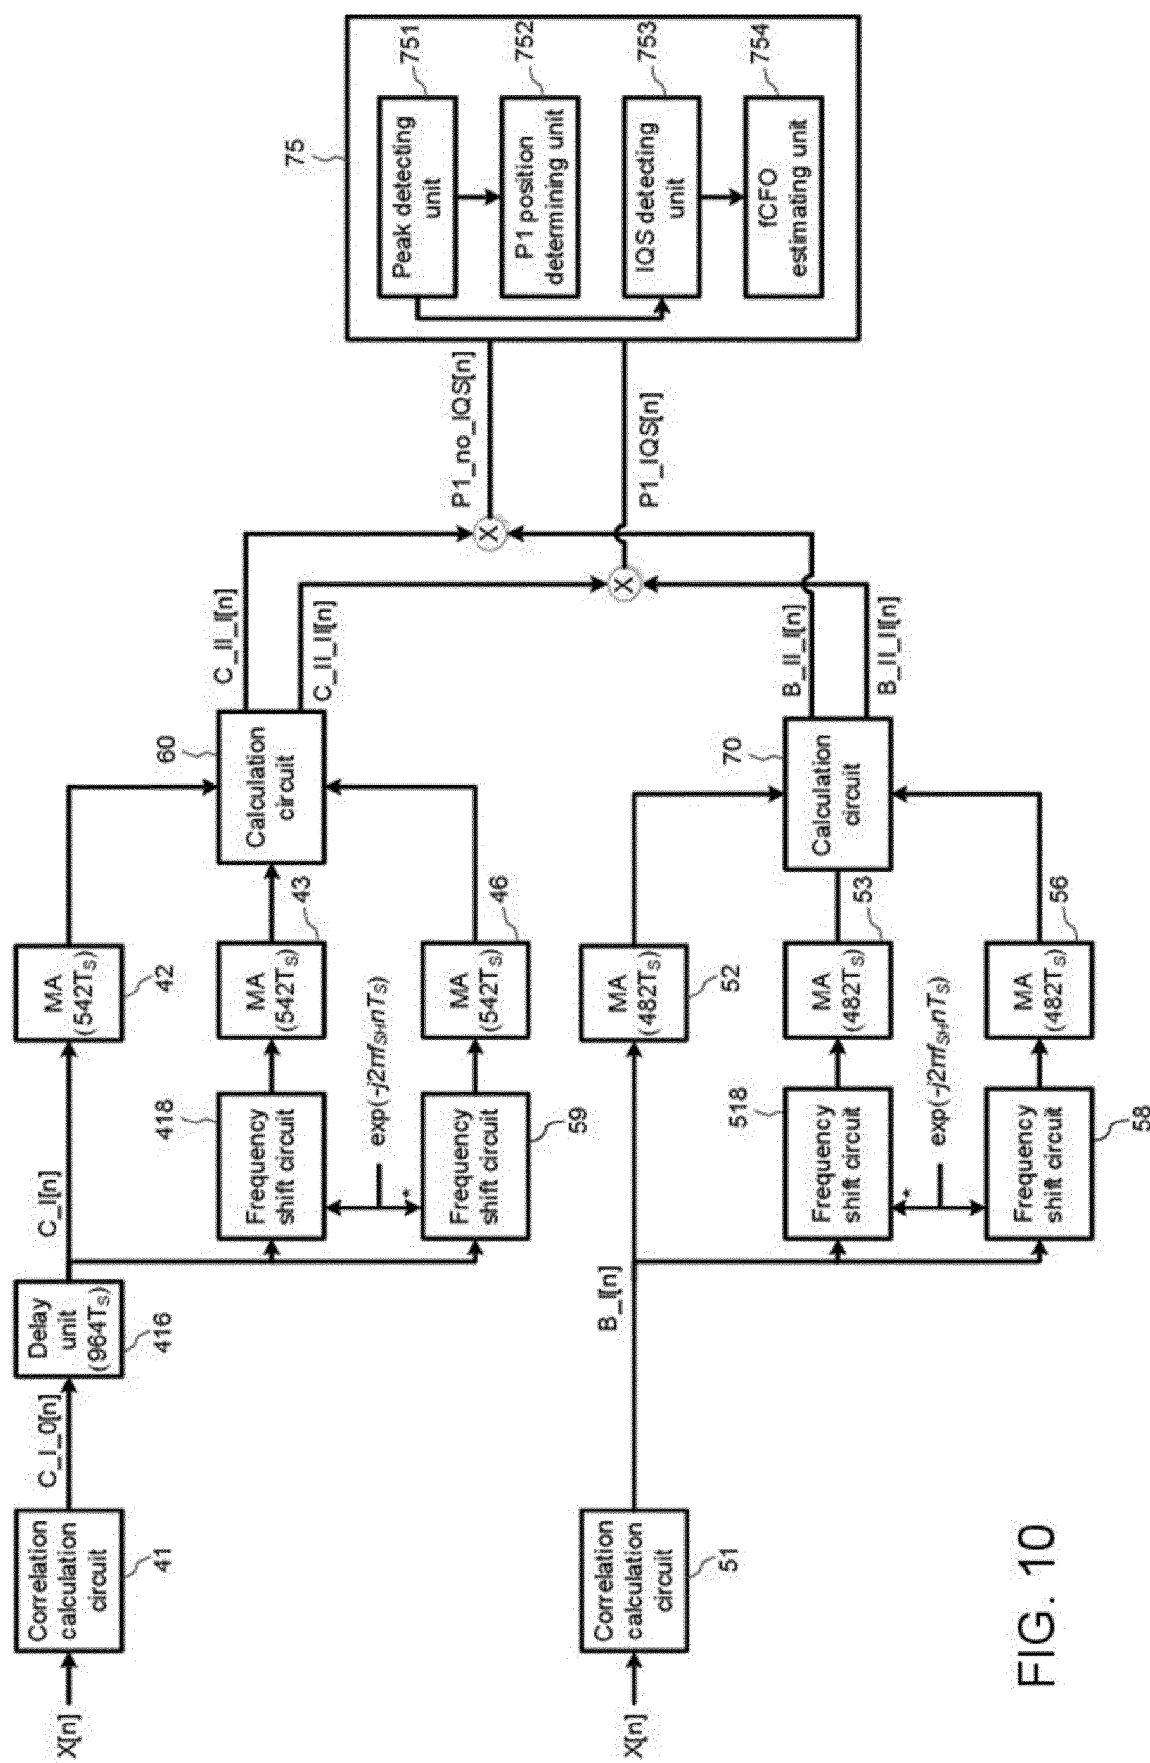 X[n]
Correlation
calculation
circuit
41
C_I_0[n]
Delay
unit
(964TS)
416
C_I[n]
MA
(542TS)
42
Frequency
shift circuit
418
MA
(542TS)
43
exp(-j2πfSHnTS)
*
Frequency
shift circuit
59
MA
(542TS)
46
Calculation
circuit
60
C_II_I[n]
C_II_II[n]
X[n]
Correlation
calculation
circuit
51
B_I[n]
MA
(482TS)
52
Frequency
shift circuit
518
MA
(482TS)
53
*
exp(-j2πfSHnTS)
Frequency
shift circuit
58
MA
(482TS)
56
Calculation
circuit
70
B_II_I[n]
B_II_II[n]
X
X
P1_no_IQS[n]
P1_IQS[n]
75
Peak detecting
unit
751
P1 position
determining unit
752
IQS detecting
unit
753
fCFO
estimating unit
754
FIG. 10